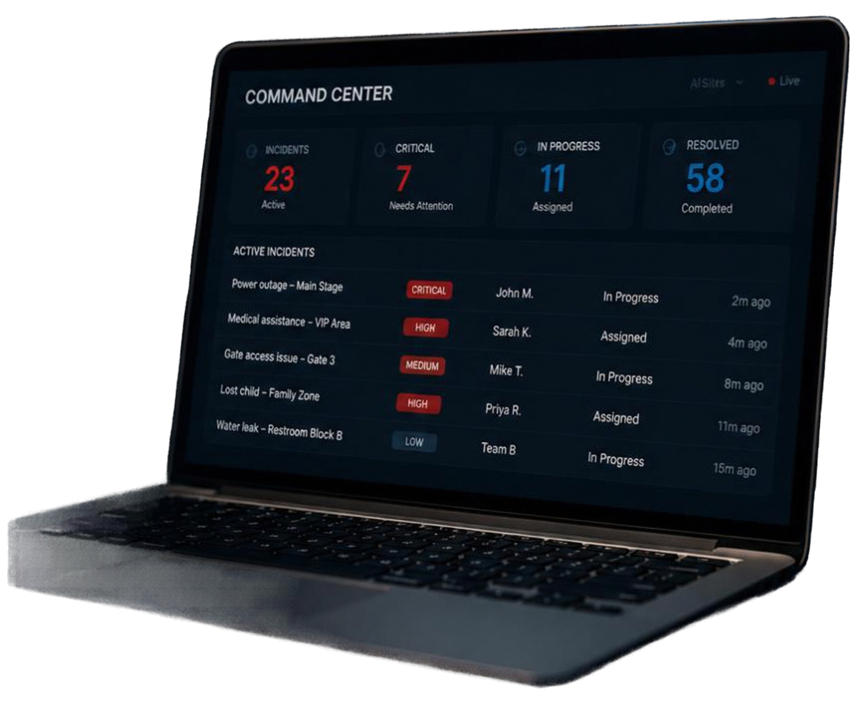 COMMAND CENTER
All Sites
Live
INCIDENTS
23
Active
CRITICAL
7
Needs Attention
IN PROGRESS
11
Assigned
RESOLVED
58
Completed
ACTIVE INCIDENTS
Power outage – Main Stage CRITICAL John M. In Progress 2m ago
Medical assistance – VIP Area HIGH Sarah K. Assigned 4m ago
Gate access issue – Gate 3 MEDIUM Mike T. In Progress 8m ago
Lost child – Family Zone HIGH Priya R. Assigned 11m ago
Water leak – Restroom Block B LOW Team B In Progress 15m ago